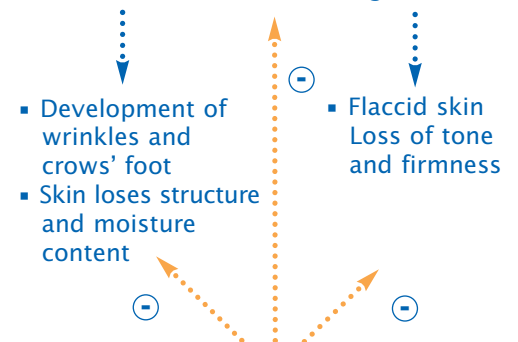 -
▪ Development of
wrinkles and
crows’ foot
▪ Skin loses structure
and moisture
content
▪ Flaccid skin
Loss of tone
and firmness
-
-